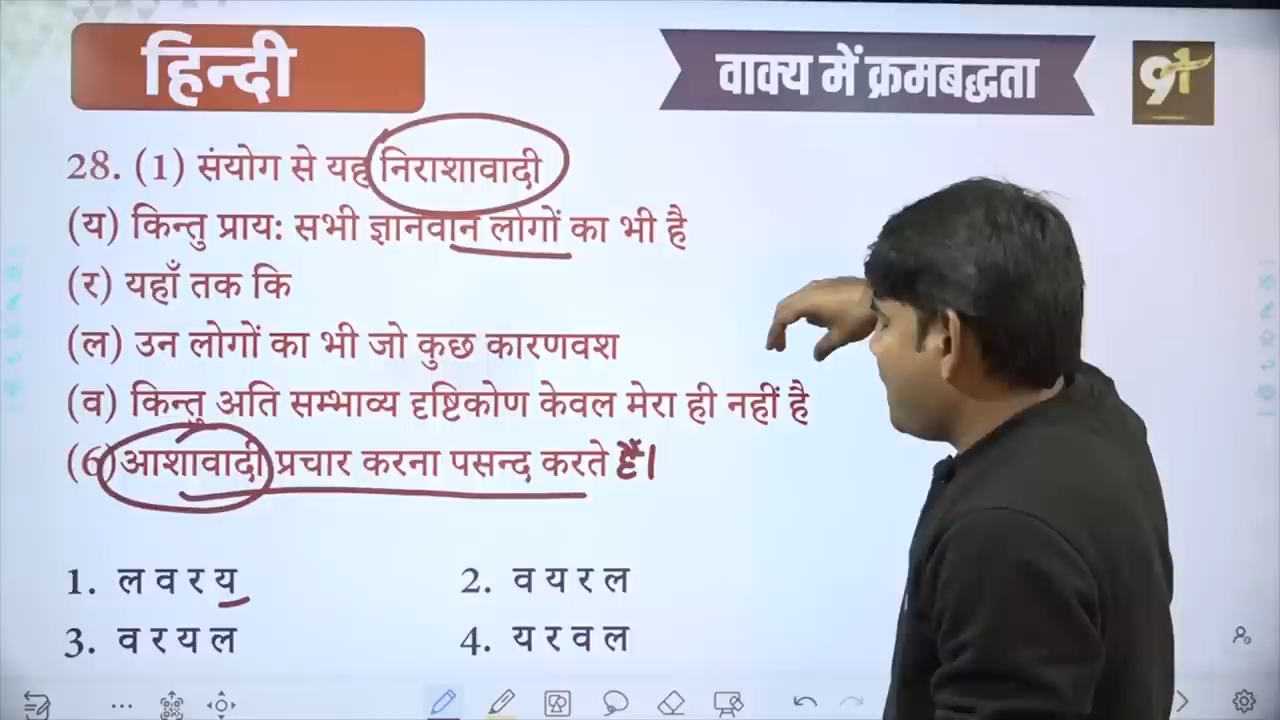 हिन्दी
वाक्य में क्रमबद्धता
28. (1) संयोग से यह निराशावादी
(य) किन्तु प्राय: सभी ज्ञानवान लोगों का भी है
(र) यहाँ तक कि
(ल) उन लोगों का भी जो कुछ कारणवश
(व) किन्तु अति सम्भाव्य दृष्टिकोण केवल मेरा ही नहीं है
(6) आशावादी प्रचार करना पसन्द करते हैं।
1. ल व र य
2. व य र ल
3. व र य ल
4. य र व ल